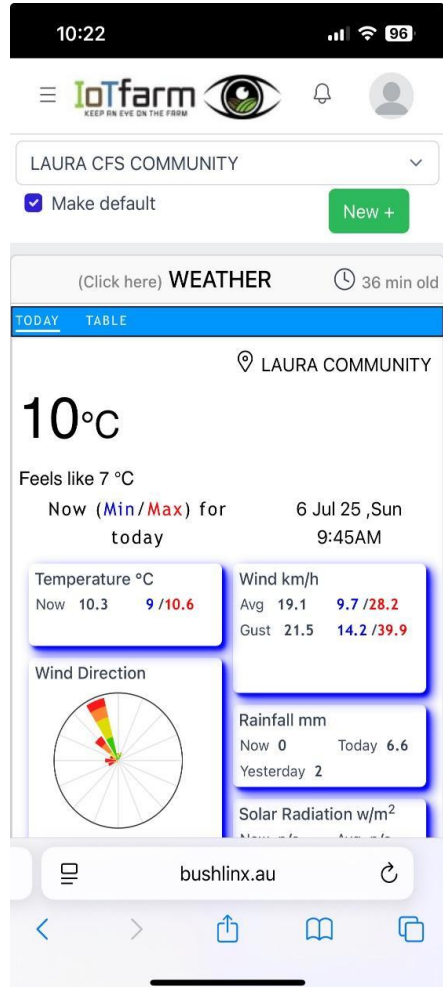 10:22
96
IoTfarm
KEEP AN EYE ON THE FARM
LAURA CFS COMMUNITY
Make default
New +
(Click here) WEATHER
36 min old
TODAY TABLE
LAURA COMMUNITY
10°C
Feels like 7 °C
Now (Min/Max) for today
6 Jul 25 ,Sun
9:45AM
Temperature °C
Now 10.3 9 /10.6
Wind km/h
Avg 19.1 9.7 /28.2
Gust 21.5 14.2 /39.9
Wind Direction
Rainfall mm
Now 0 Today 6.6
Yesterday 2
Solar Radiation w/m²
bushlinx.au